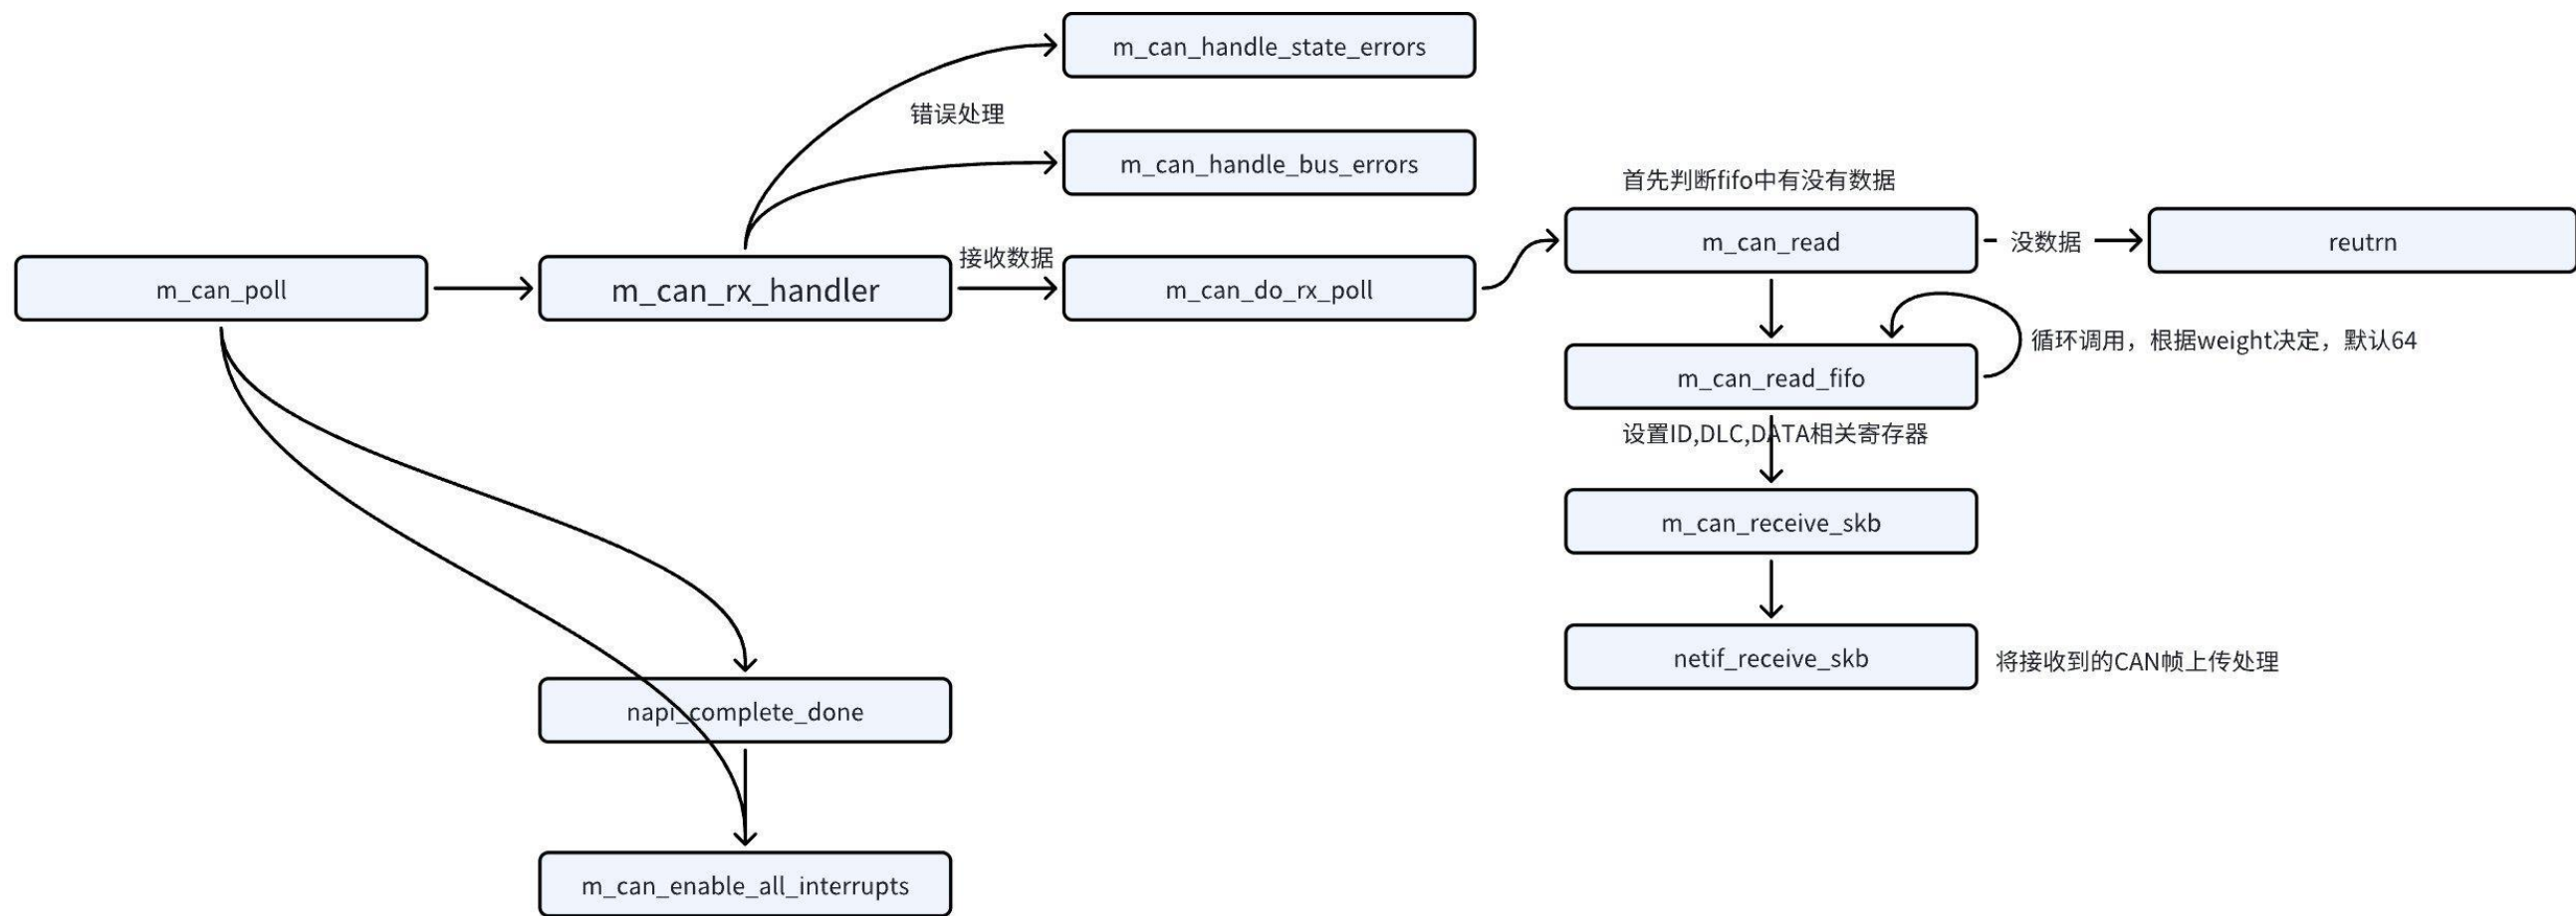 m_can_handle_state_errors
错误处理
m_can_handle_bus_errors
首先判断fifo中有没有数据
m_can_read
没数据
reutrn
接收数据
m_can_poll
m_can_rx_handler
m_can_do_rx_poll
循环调用，根据weight决定，默认64
m_can_read_fifo
设置ID,DLC,DATA相关寄存器
m_can_receive_skb
netif_receive_skb
将接收到的CAN帧上传处理
napi_complete_done
m_can_enable_all_interrupts